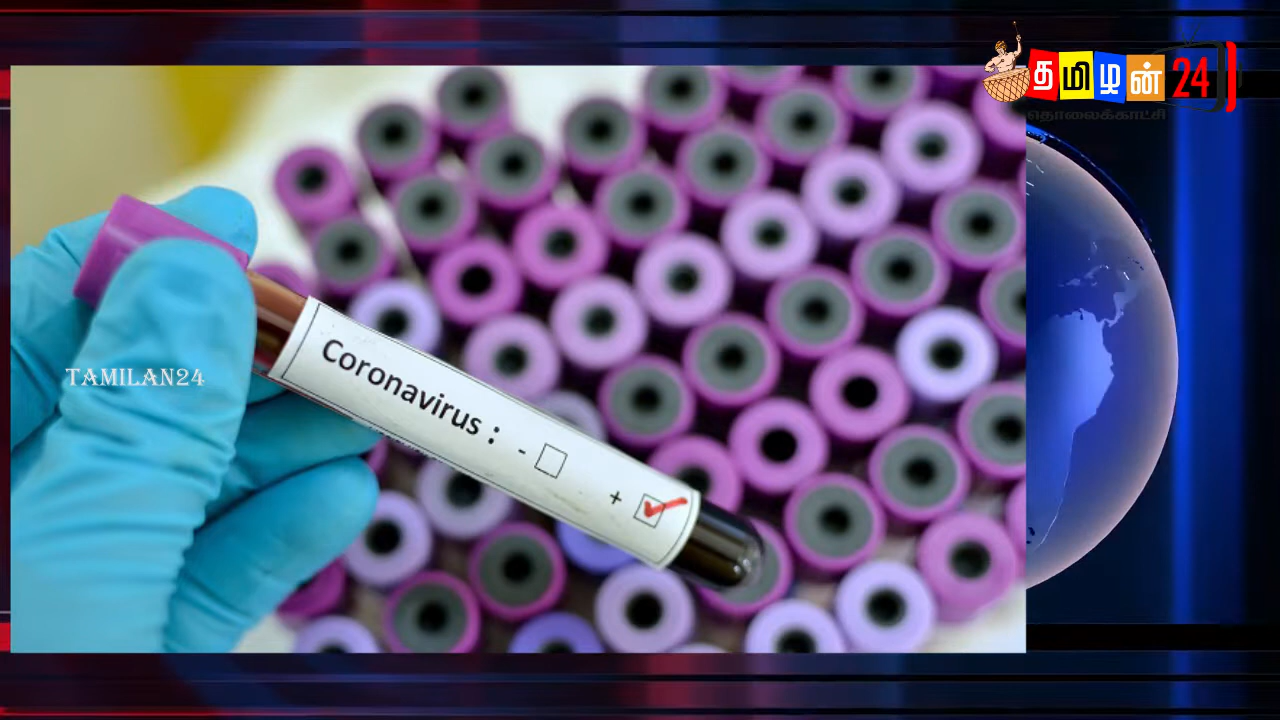 தமிழன் 24
தொலைக்காட்சி
TAMILAN24
Coronavirus :
-
+